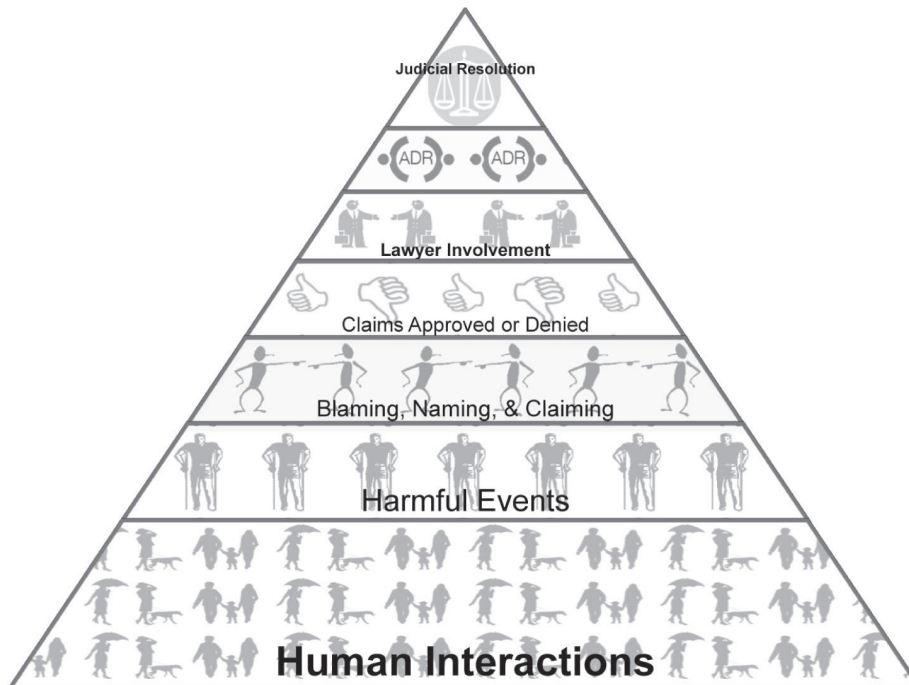 Judicial Resolution
ADR ADR
Lawyer Involvement
Claims Approved or Denied
Blaming, Naming, & Claiming
Harmful Events
Human Interactions